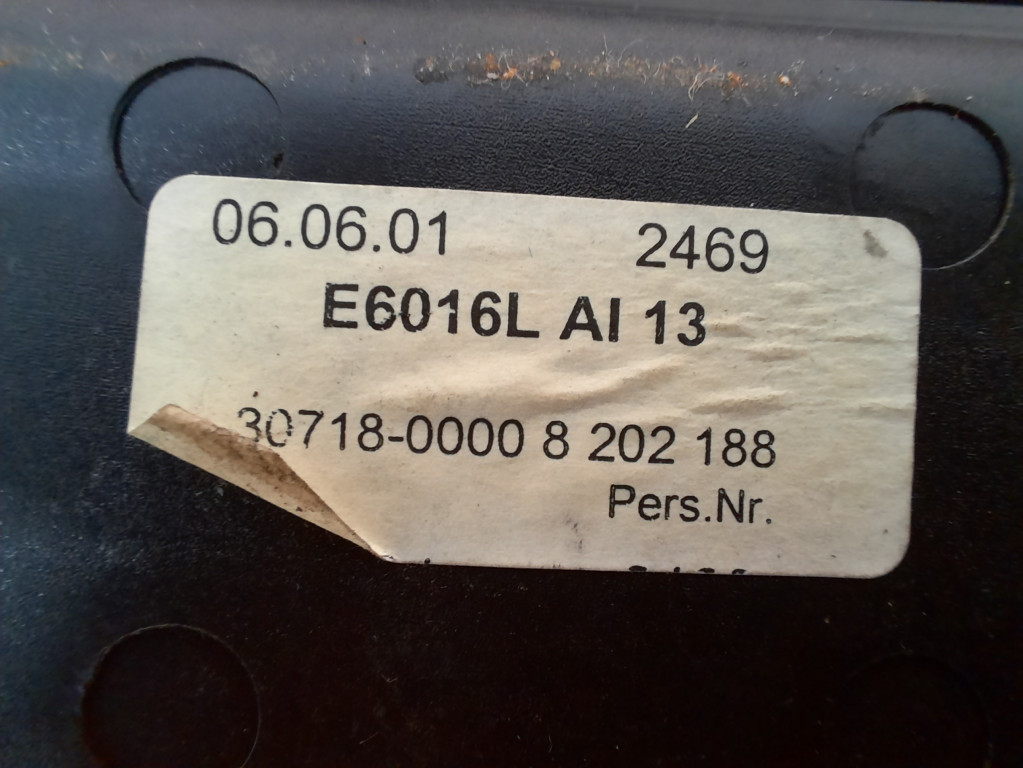 06.06.01 2469
E6016L AI 13
30718-0000 8 202 188
Pers.Nr.